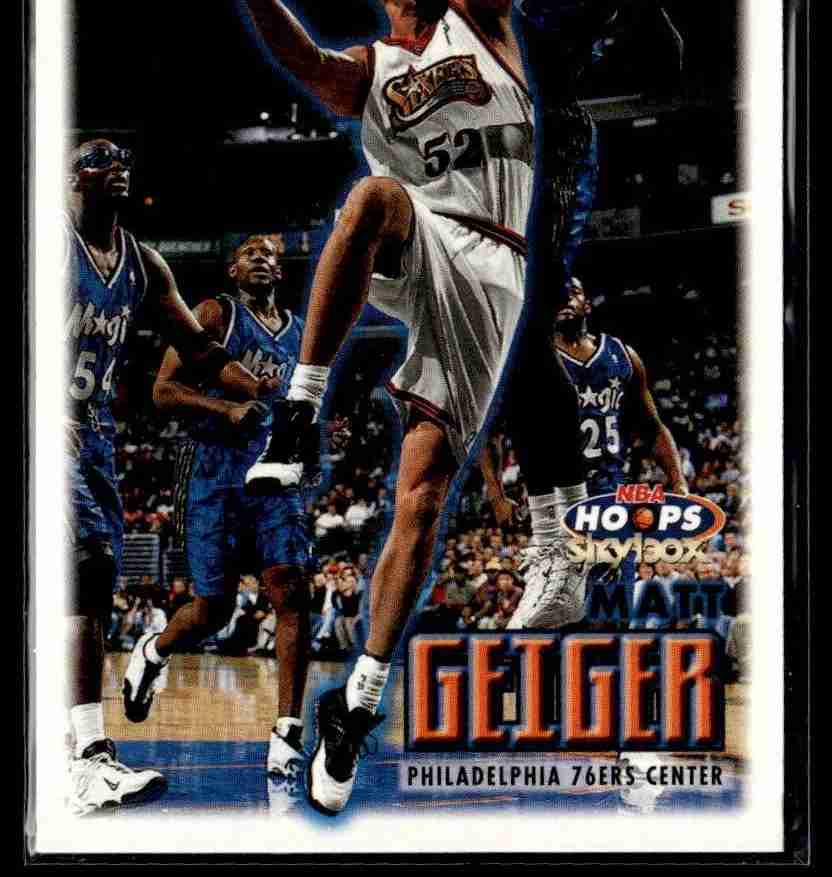 SIXERS
52
Magic
54
Magic
Magic
25
NBA
HOOPS
skybox
MATT
GEIGER
PHILADELPHIA 76ERS CENTER